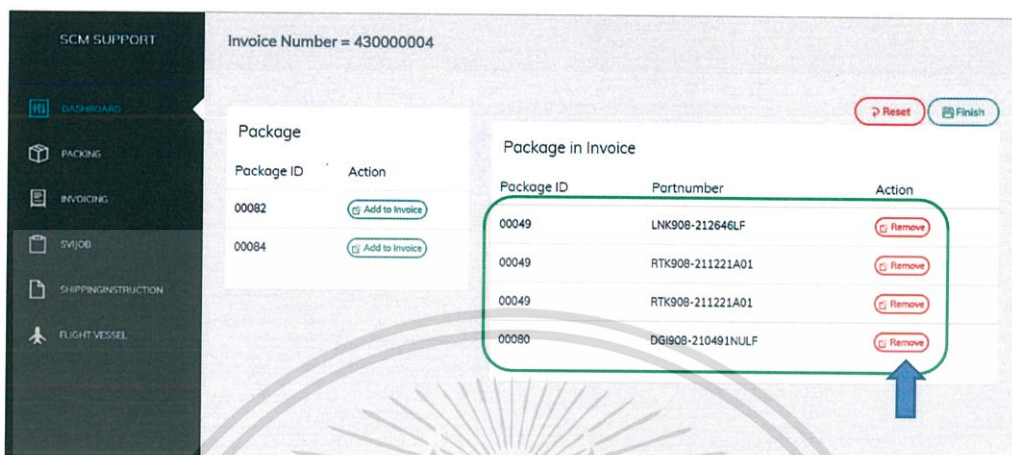 SCM SUPPORT
Invoice Number = 430000004
DASHBOARD
PACKING
INVOICING
SVIJOB
SHIPPINGINSTRUCTION
FLIGHT VESSEL
Reset
Finish
Package
Package ID Action
00082 Add to Invoice
00084 Add to Invoice
Package in Invoice
Package ID Partnumber Action
00049 LNK908-212646LF Remove
00049 RTK908-211221A01 Remove
00049 RTK908-211221A01 Remove
00080 DGI908-210491NULF Remove